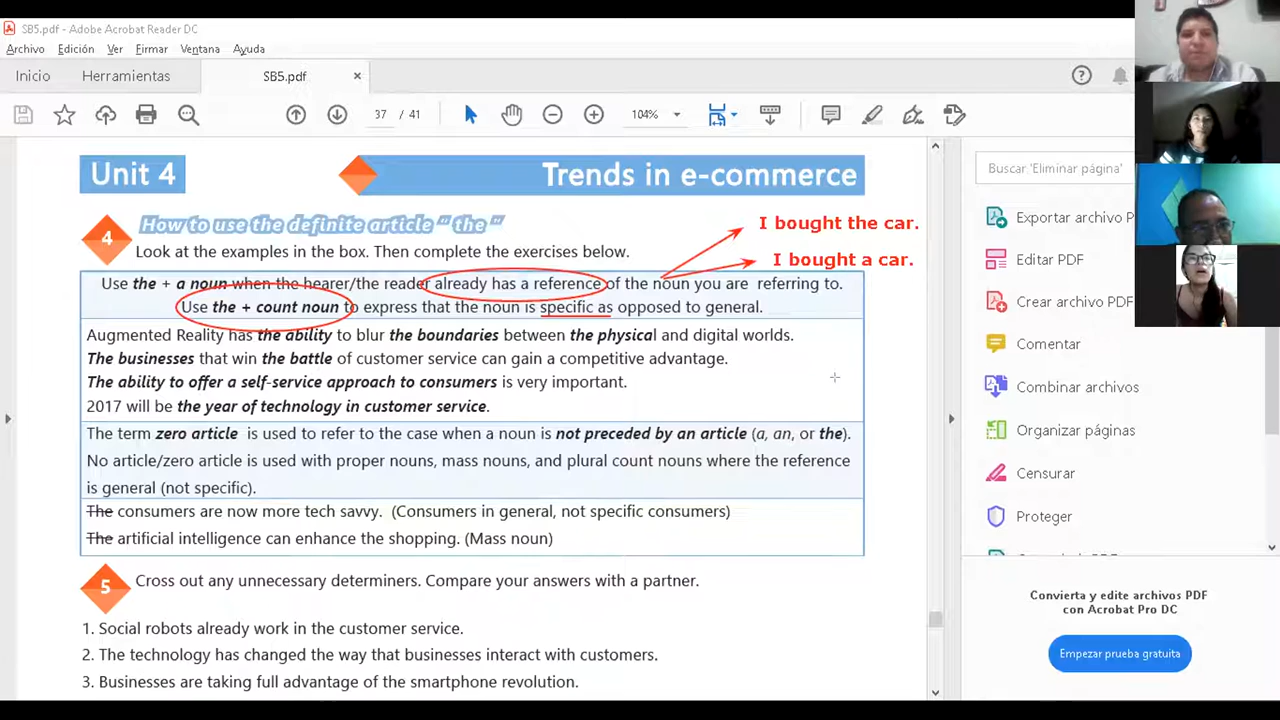 SB5.pdf - Adobe Acrobat Reader DC
Archivo Edición Ver Firmar Ventana Ayuda
Inicio Herramientas SB5.pdf ×
37 / 41 104%
Unit 4 Trends in e-commerce
4 How to use the definite article “ the ”
I bought the car.
Look at the examples in the box. Then complete the exercises below.
I bought a car.
Use the + a noun when the hearer/the reader already has a reference of the noun you are referring to.
Use the + count noun to express that the noun is specific as opposed to general.
Augmented Reality has the ability to blur the boundaries between the physical and digital worlds.
The businesses that win the battle of customer service can gain a competitive advantage.
The ability to offer a self-service approach to consumers is very important.
2017 will be the year of technology in customer service.
The term zero article is used to refer to the case when a noun is not preceded by an article (a, an, or the).
No article/zero article is used with proper nouns, mass nouns, and plural count nouns where the reference
is general (not specific).
The consumers are now more tech savvy. (Consumers in general, not specific consumers)
The artificial intelligence can enhance the shopping. (Mass noun)
5 Cross out any unnecessary determiners. Compare your answers with a partner.
1. Social robots already work in the customer service.
2. The technology has changed the way that businesses interact with customers.
3. Businesses are taking full advantage of the smartphone revolution.
Buscar 'Eliminar página'
Exportar archivo P
Editar PDF
Crear archivo PDF
Comentar
Combinar archivos
Organizar páginas
Censurar
Proteger
Convierta y edite archivos PDF
con Acrobat Pro DC
Empezar prueba gratuita